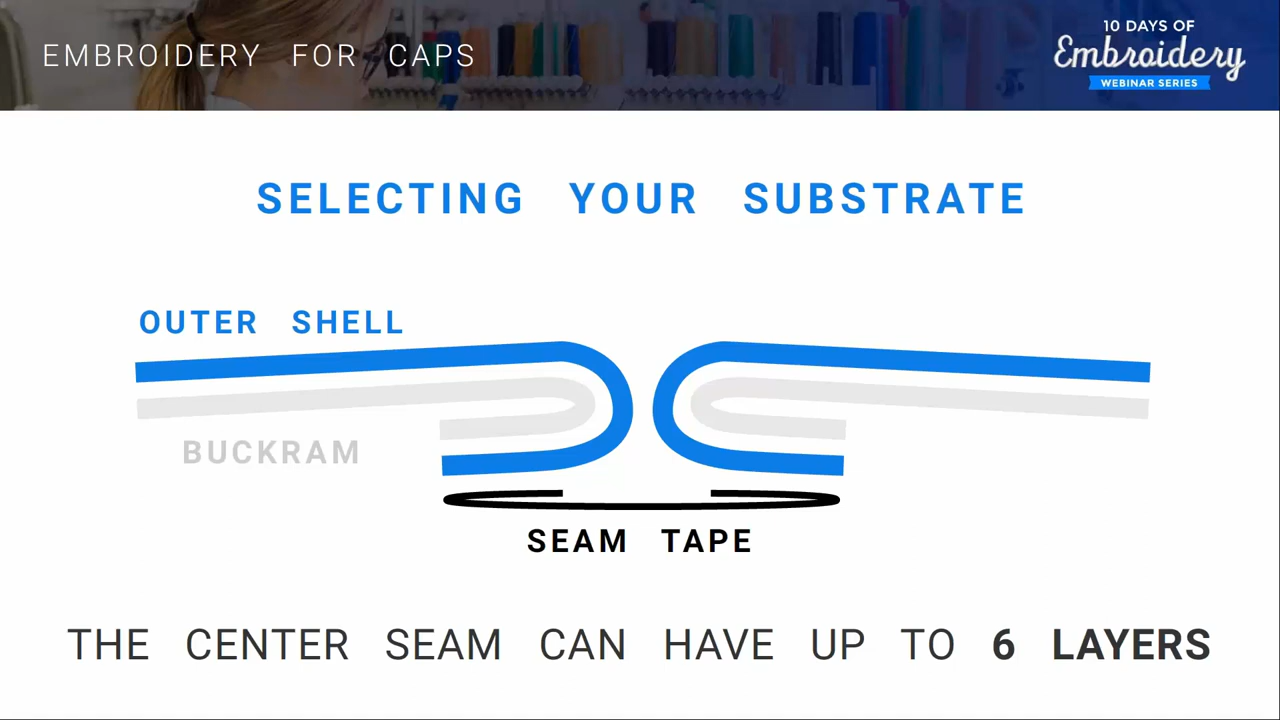 EMBROIDERY FOR CAPS
10 DAYS OF
Embroidery
WEBINAR SERIES
SELECTING YOUR SUBSTRATE
OUTER SHELL
BUCKRAM
SEAM TAPE
THE CENTER SEAM CAN HAVE UP TO 6 LAYERS